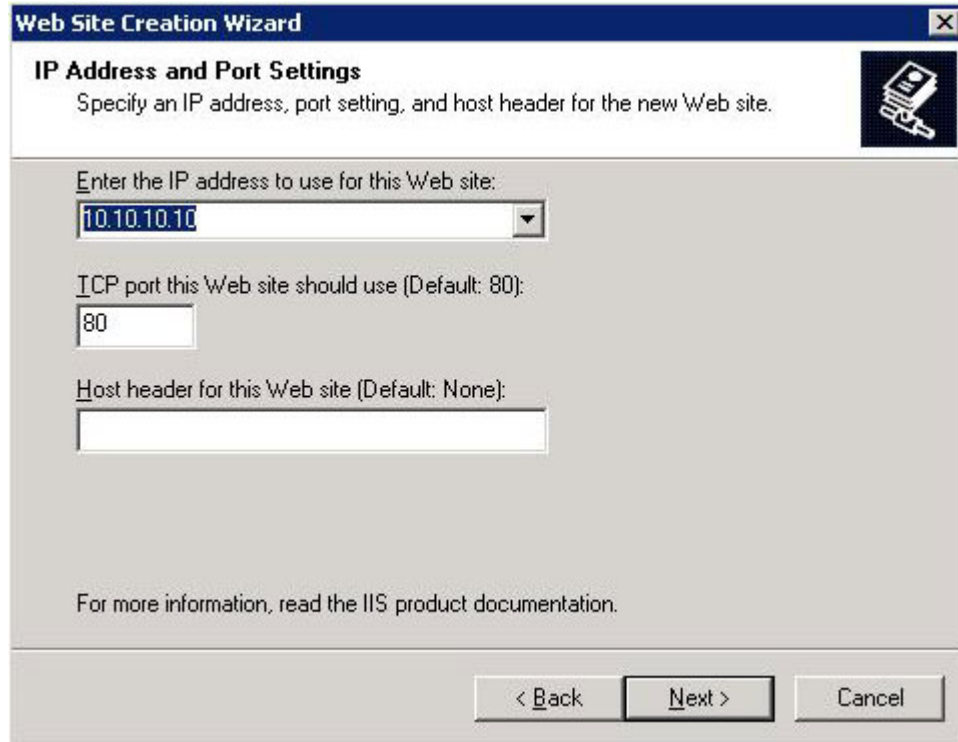 Web Site Creation Wizard
IP Address and Port Settings
Specify an IP address, port setting, and host header for the new Web site.
Enter the IP address to use for this Web site:
10.10.10.10
TCP port this Web site should use (Default: 80):
80
Host header for this Web site (Default: None):
For more information, read the IIS product documentation.
< Back
Next >
Cancel